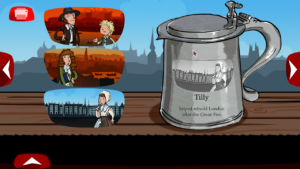 Tilly
helped rebuild London
after the Great Fire